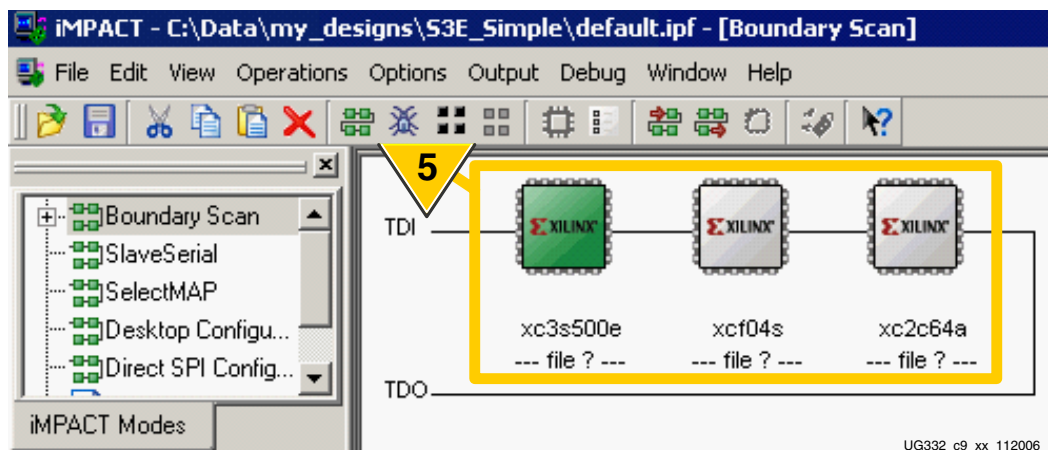 iMPACT - C:\Data\my_designs\S3E_Simple\default.ipf - [Boundary Scan]
File Edit View Operations Options Output Debug Window Help
5
Boundary Scan
SlaveSerial
SelectMAP
Desktop Configu...
Direct SPI Config...
iMPACT Modes
TDI
XILINX XILINX XILINX
xc3s500e xcf04s xc2c64a
--- file ? --- --- file ? --- --- file ? ---
TDO
UG332_c9_xx_112006